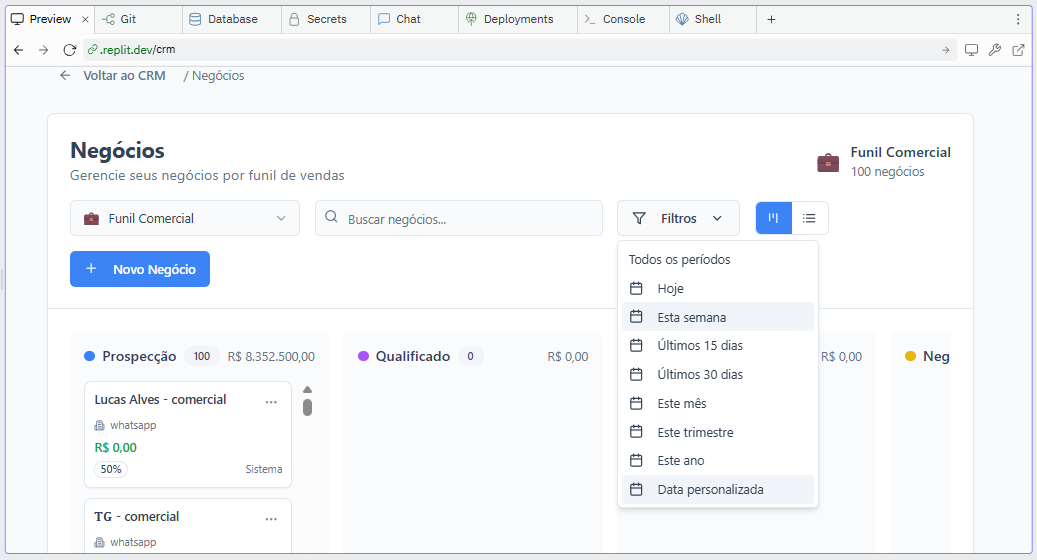 Preview
Git
Database
Secrets
Chat
Deployments
Console
Shell
.replit.dev/crm
Voltar ao CRM / Negócios
Negócios
Gerencie seus negócios por funil de vendas
Funil Comercial
100 negócios
Funil Comercial
Buscar negócios...
Filtros
Novo Negócio
Todos os períodos
Hoje
Esta semana
Últimos 15 dias
Últimos 30 dias
Este mês
Este trimestre
Este ano
Data personalizada
Prospecção 100 R$ 8.352.500,00
Lucas Alves - comercial
whatsapp
R$ 0,00
50% Sistema
TG - comercial
whatsapp
Qualificado 0 R$ 0,00
R$ 0,00
Neg